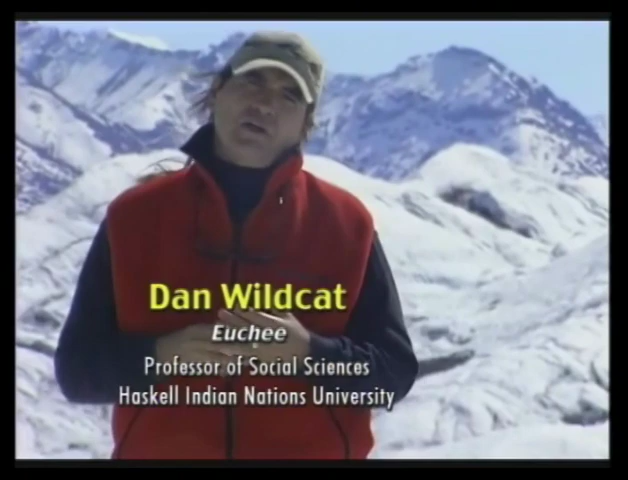 Dan Wildcat
Euchee
Professor of Social Sciences
Haskell Indian Nations University